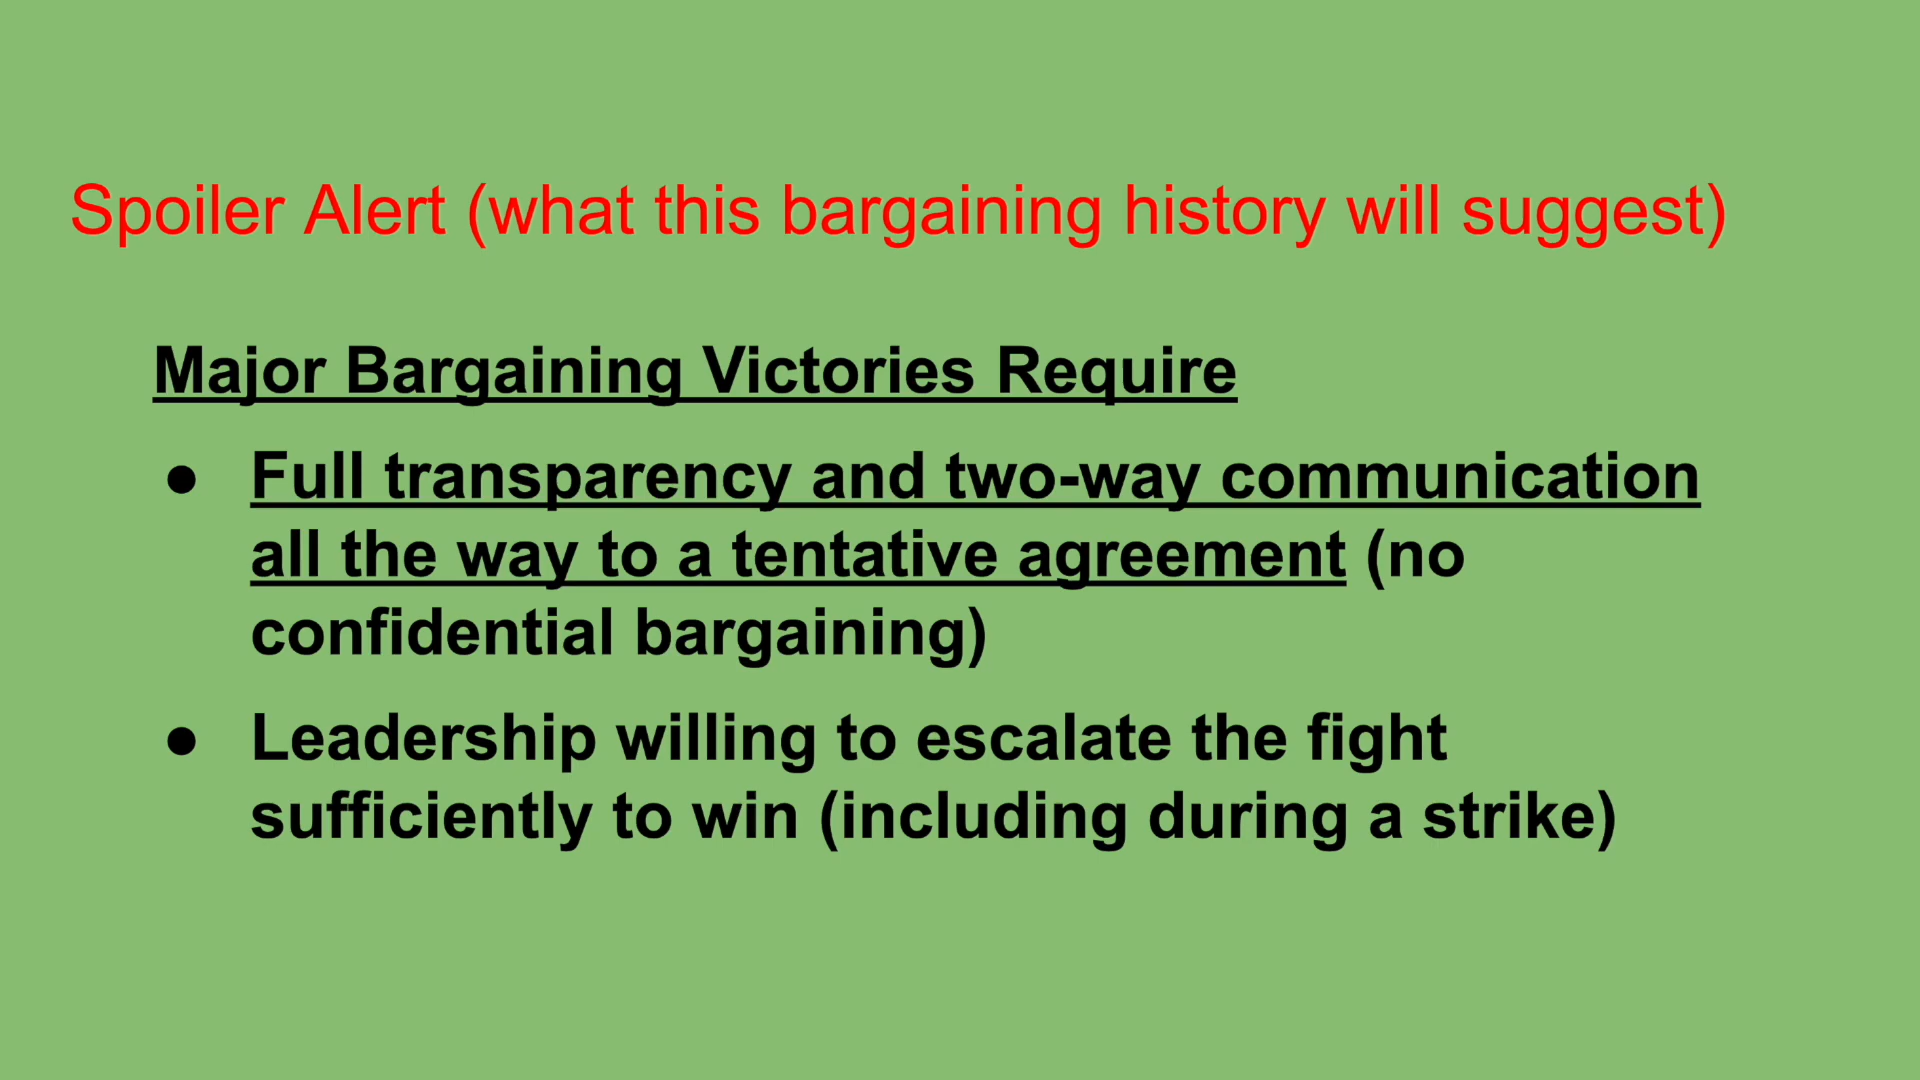 Spoiler Alert (what this bargaining history will suggest)
Major Bargaining Victories Require
● Full transparency and two-way communication
all the way to a tentative agreement (no
confidential bargaining)
● Leadership willing to escalate the fight
sufficiently to win (including during a strike)